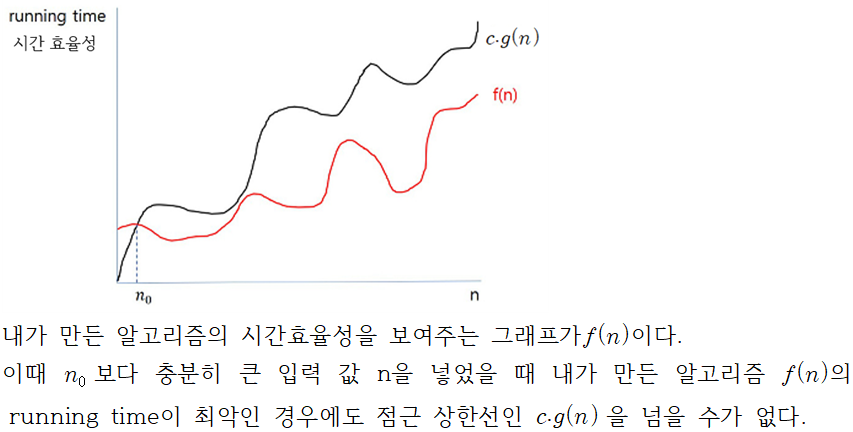 running time
시간 효율성
c·g(n)
f(n)
n₀
n
내가 만든 알고리즘의 시간효율성을 보여주는 그래프가f(n)이다.
이때 n₀ 보다 충분히 큰 입력 값 n을 넣었을 때 내가 만든 알고리즘 f(n)의
running time이 최악인 경우에도 점근 상한선인 c·g(n) 을 넘을 수가 없다.